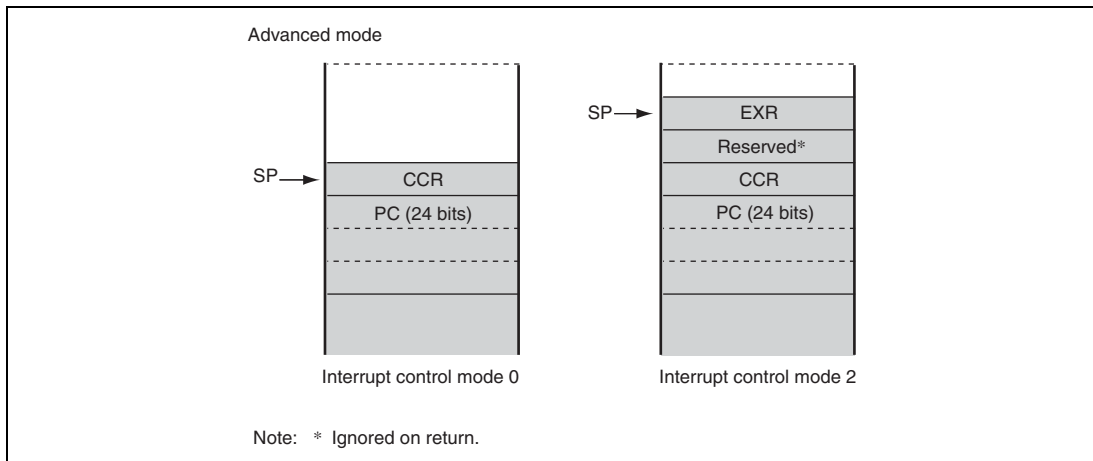 Advanced mode
SP
CCR
PC (24 bits)
Interrupt control mode 0
SP
EXR
Reserved*
CCR
PC (24 bits)
Interrupt control mode 2
Note: * Ignored on return.